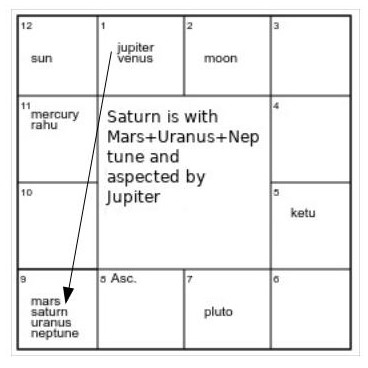 12
sun
1
jupiter
venus
2
moon
3
11
mercury
rahu
Saturn is with
Mars+Uranus+Nep
tune and
aspected by
Jupiter
4
10
5
ketu
9
mars
saturn
uranus
neptune
8 Asc.
7
pluto
6